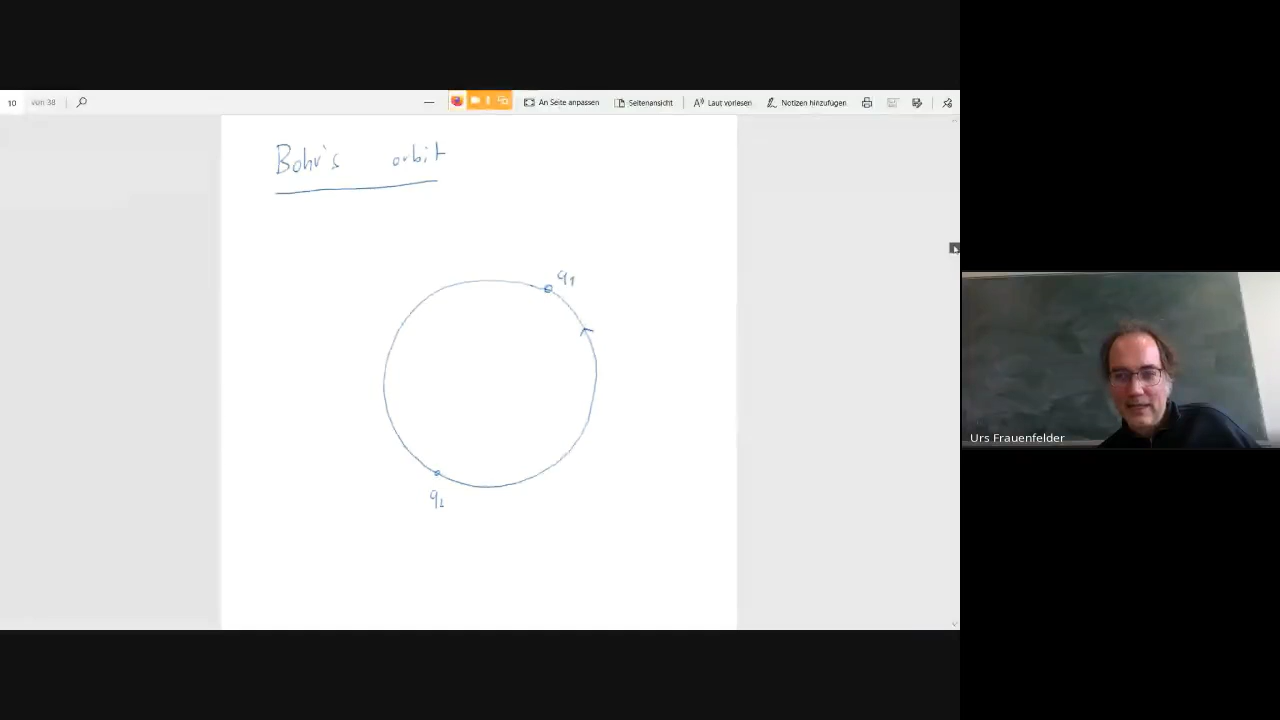 10 von 38
An Seite anpassen
Seitenansicht
Laut vorlesen
Notizen hinzufügen
Bohr's orbit
q1
q2
Urs Frauenfelder